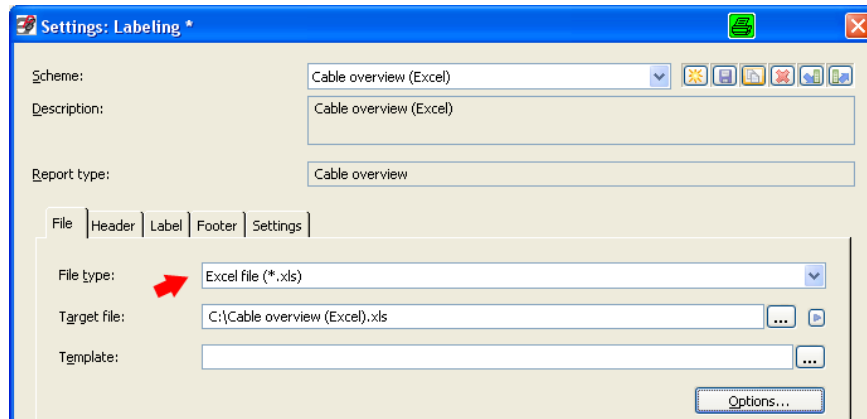 Settings: Labeling *
Scheme: Cable overview (Excel)
Description: Cable overview (Excel)
Report type: Cable overview
File Header Label Footer Settings
File type: Excel file (*.xls)
Target file: C:\Cable overview (Excel).xls ...
Template: ...
Options...